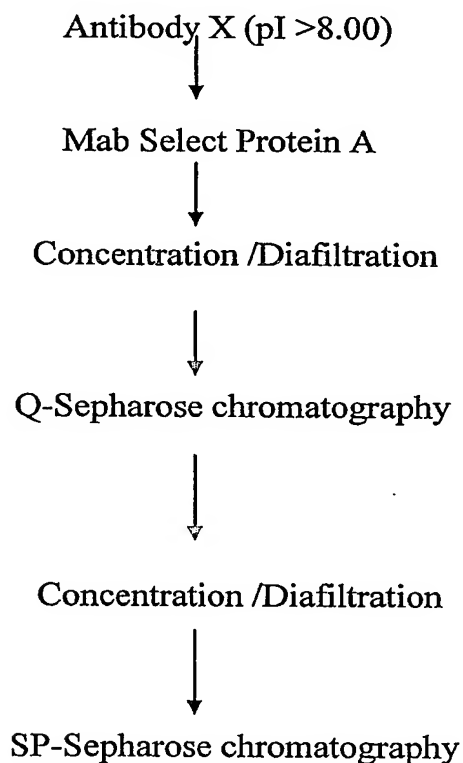 Antibody X (pI >8.00)
Mab Select Protein A
Concentration /Diafiltration
Q-Sepharose chromatography
Concentration /Diafiltration
SP-Sepharose chromatography